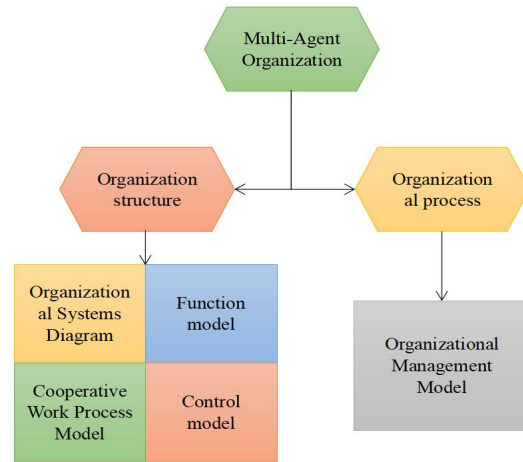 Multi-Agent
Organization
Organization
structure
Organization
al process
Organization
al Systems
Diagram
Function
model
Cooperative
Work Process
Model
Control
model
Organizational
Management
Model